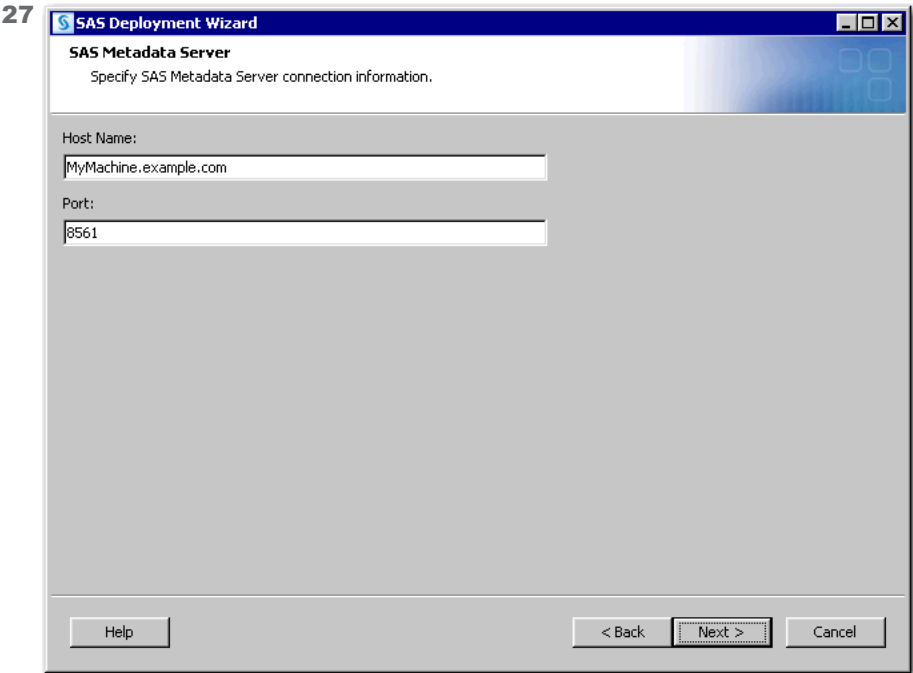 27
SAS Deployment Wizard
SAS Metadata Server
Specify SAS Metadata Server connection information.
Host Name:
MyMachine.example.com
Port:
8561
Help
< Back
Next >
Cancel